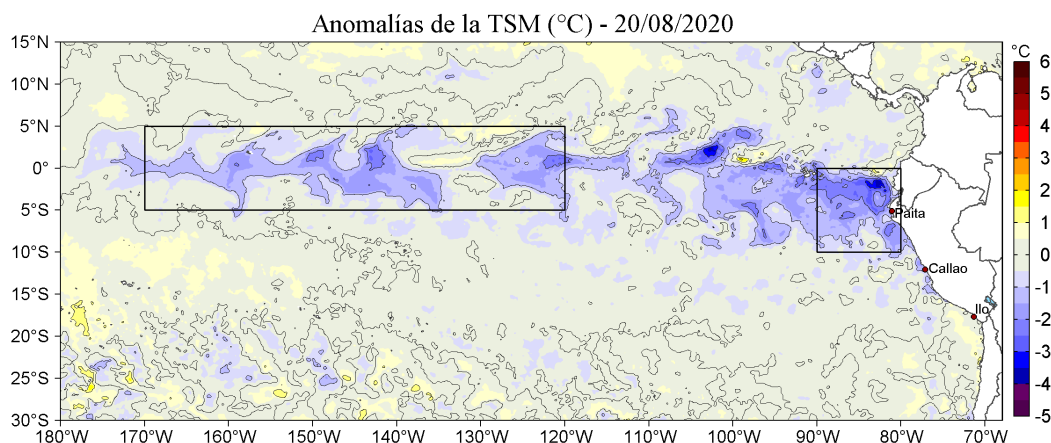 Anomalías de la TSM (°C) - 20/08/2020
15°N
10°N
5°N
0°
5°S
10°S
15°S
20°S
25°S
30°S
180°W
170°W
160°W
150°W
140°W
130°W
120°W
110°W
100°W
90°W
80°W
70°W
Paita
Callao
Ilo
°C
6
5
4
3
2
1
0
-1
-2
-3
-4
-5